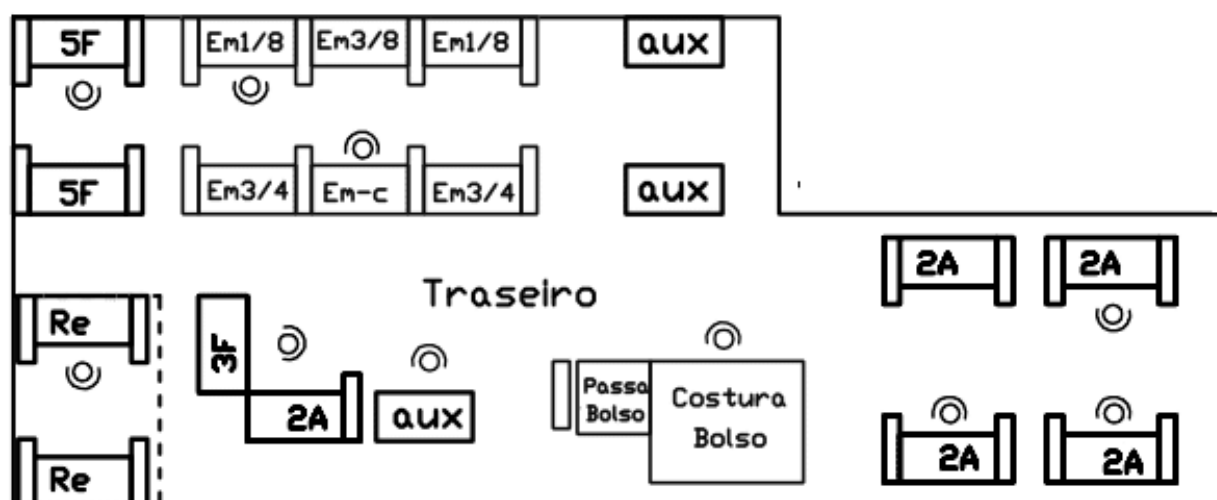 5F Em1/8 Em3/8 Em1/8 aux
5F Em3/4 Em-c Em3/4 aux
2A 2A
Traseiro
Re
3F
Passa
Bolso
Costura
Bolso
2A aux
2A 2A
Re